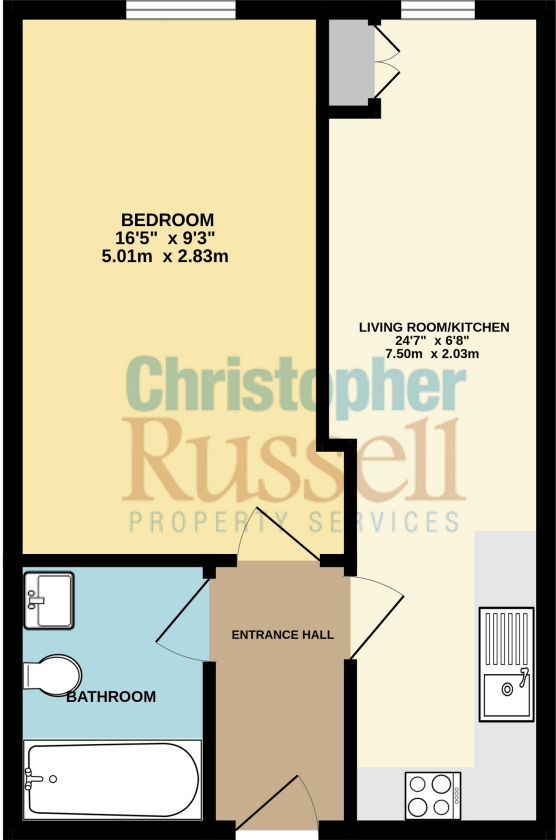 BEDROOM
16'5" x 9'3"
5.01m x 2.83m
LIVING ROOM/KITCHEN
24'7" x 6'8"
7.50m x 2.03m
Christopher
Russell
PROPERTY SERVICES
ENTRANCE HALL
BATHROOM